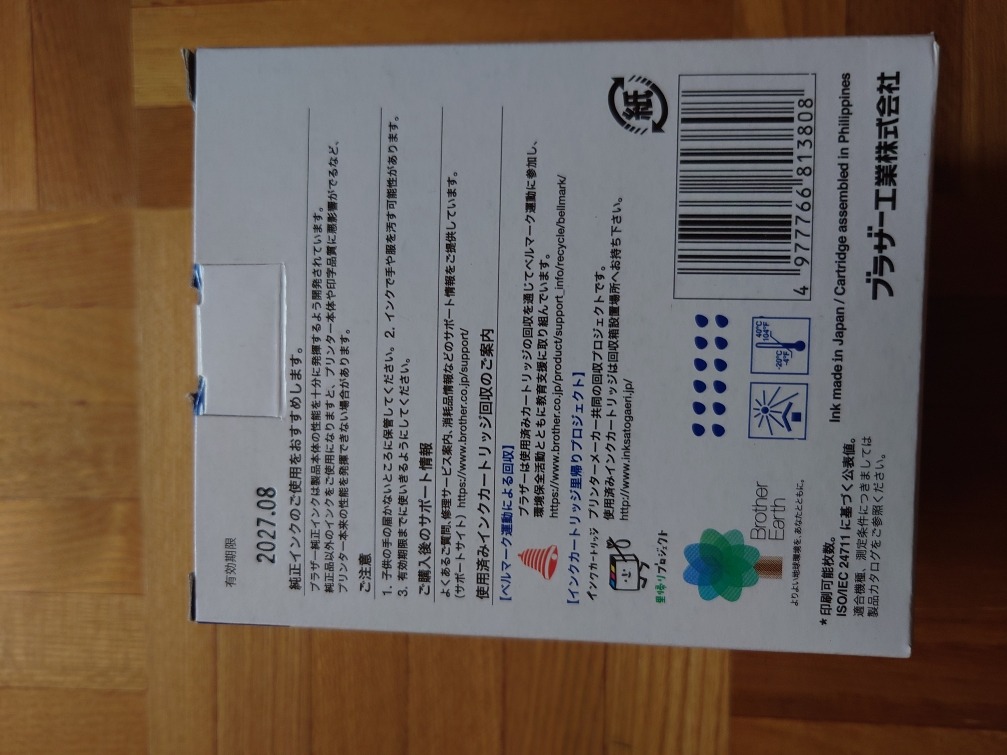 有効期限
2027.08
純正インクのご使用をおすすめします。
ブラザー純正インクは製品本体の性能を十分に発揮するよう開発されています。
純正品以外のインクをご使用になりますと、プリンター本体や印字品質に悪影響がでるなど、
プリンター本来の性能を発揮できない場合があります。
ご注意
1. 子供の手の届かないところに保管してください。 2. インクで手や服を汚す可能性があります。
3. 有効期限までに使いきるようにしてください。
ご購入後のサポート情報
よくあるご質問、修理サービス案内、消耗品情報などのサポート情報をご提供しています。
(サポートサイト) https://www.brother.co.jp/support/
使用済みインクカートリッジ回収のご案内
【ベルマーク運動による回収】
ブラザーは使用済みカートリッジの回収を通じてベルマーク運動に参加し、
環境保全活動とともに教育支援に取り組んでいます。
https://www.brother.co.jp/product/support_info/recycle/bellmark/
【インクカートリッジ里帰りプロジェクト】
インクカートリッジ
里帰りプロジェクト
プリンターメーカー共同の回収プロジェクトです。
使用済みインクカートリッジは回収箱設置場所へお持ち下さい。
http://www.inksatogaeri.jp/
紙
Brother
Earth
よりよい地球環境を、あなたとともに。
-20°C
-4°F
40°C
104°F
4 977766 813808
*印刷可能枚数。
ISO/IEC 24711 に基づく公表値。
適合機種、測定条件につきましては
製品カタログをご参照ください。
Ink made in Japan / Cartridge assembled in Philippines
ブラザー工業株式会社